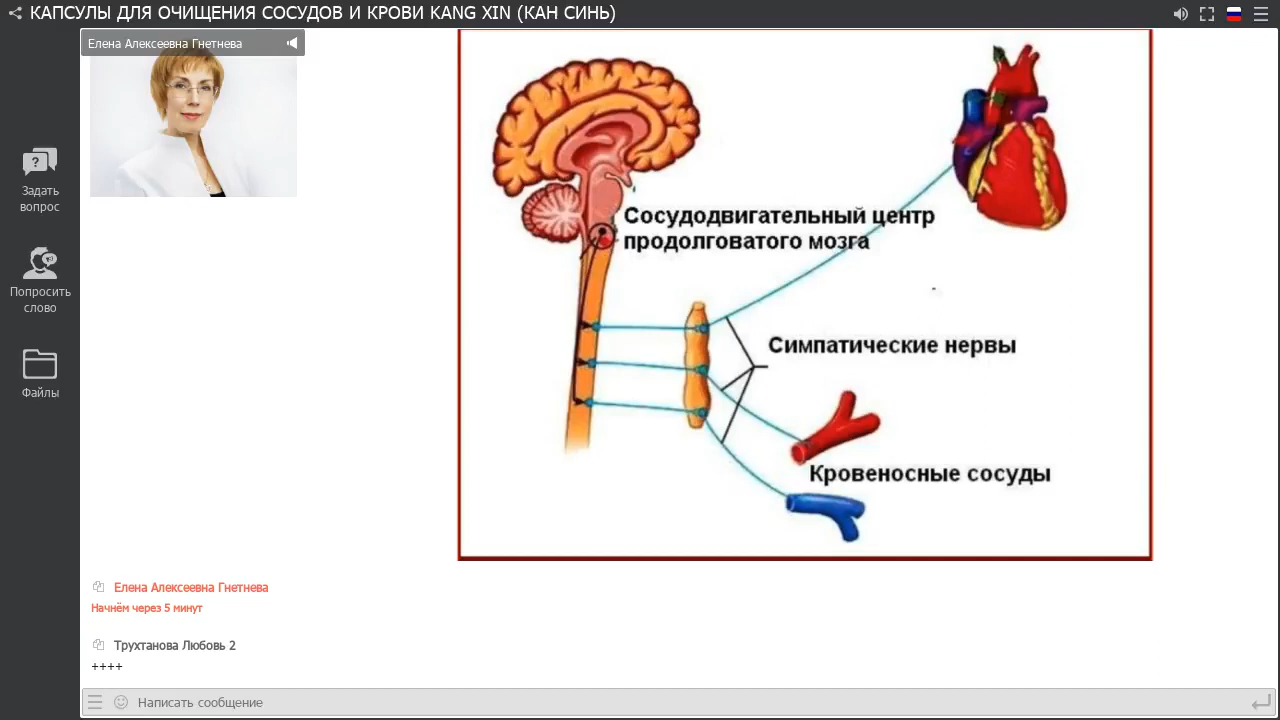 КАПСУЛЫ ДЛЯ ОЧИЩЕНИЯ СОСУДОВ И КРОВИ KANG XIN (КАН СИНЬ)
Елена Алексеевна Гнетнева
Задать
вопрос
Попросить
слово
Файлы
Сосудодвигательный центр
продолговатого мозга
Симпатические нервы
Кровеносные сосуды
Елена Алексеевна Гнетнева
Начнём через 5 минут
Трухтанова Любовь 2
++++
Написать сообщение